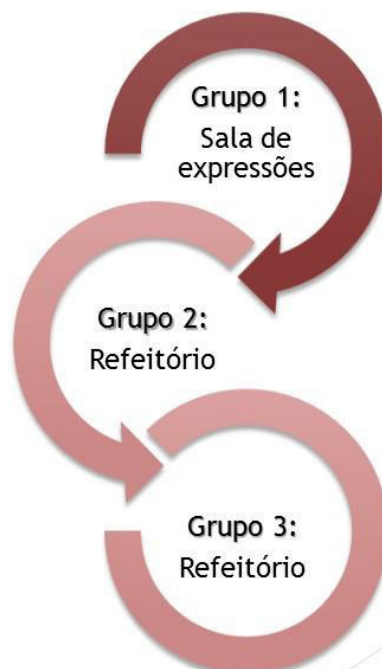 Grupo 1:
Sala de
expressões
Grupo 2:
Refeitório
Grupo 3:
Refeitório